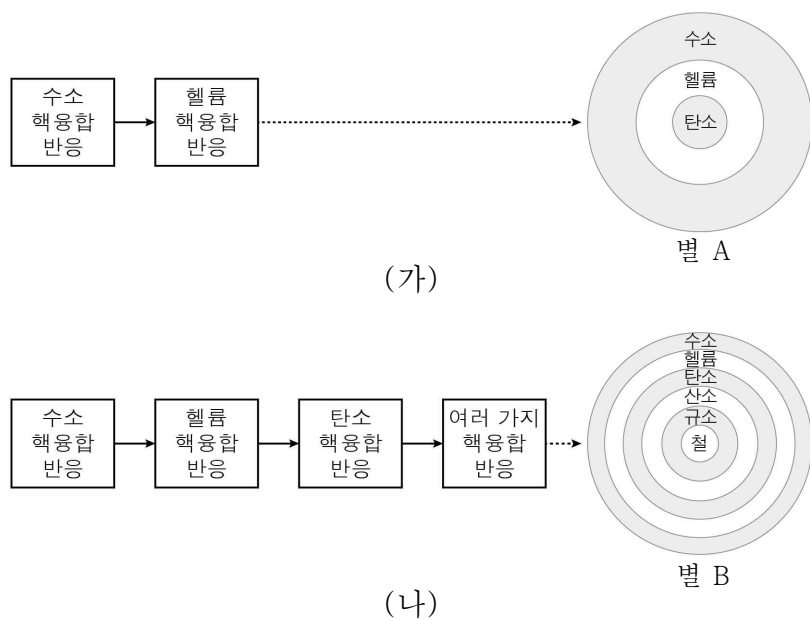 수소
핵융합
반응
헬륨
핵융합
반응
수소
헬륨
탄소
별 A
(가)
수소
핵융합
반응
헬륨
핵융합
반응
탄소
핵융합
반응
여러 가지
핵융합
반응
수소
헬륨
탄소
산소
규소
철
별 B
(나)